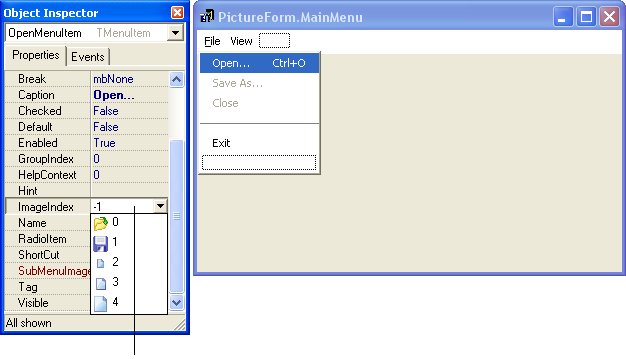 Object Inspector
OpenMenuItem TMenuItem
Properties Events
Break mbNone
Caption Open...
Checked False
Default False
Enabled True
GroupIndex 0
HelpContext 0
Hint
ImageIndex -1
Name 0
RadioItem 1
ShortCut 2
SubMenuImage 3
Tag
Visible 4
All shown
PictureForm.MainMenu
File View
Open... Ctrl+O
Save As...
Close
Exit